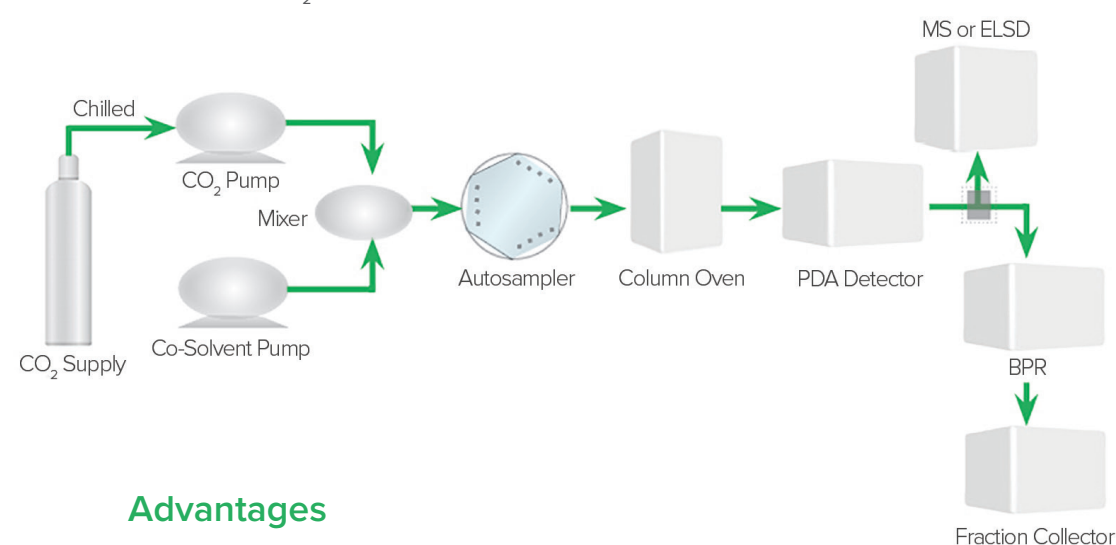 2
MS or ELSD
Chilled
CO2 Pump
Mixer
Autosampler
Column Oven
PDA Detector
Co-Solvent Pump
CO2 Supply
BPR
Advantages
Fraction Collector